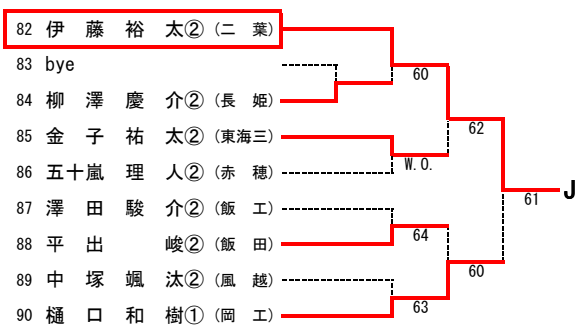 82 伊藤 裕太② (二葉)
83 bye
84 柳澤 慶介② (長姫)
85 金子 祐太② (東海三)
86 五十嵐 理人② (赤穂)
87 澤田 駿介② (飯工)
88 平出 峻② (飯田)
89 中塚 颯汰② (風越)
90 樋口 和樹① (岡工)
60
W.O.
62
64
63
60
61
J